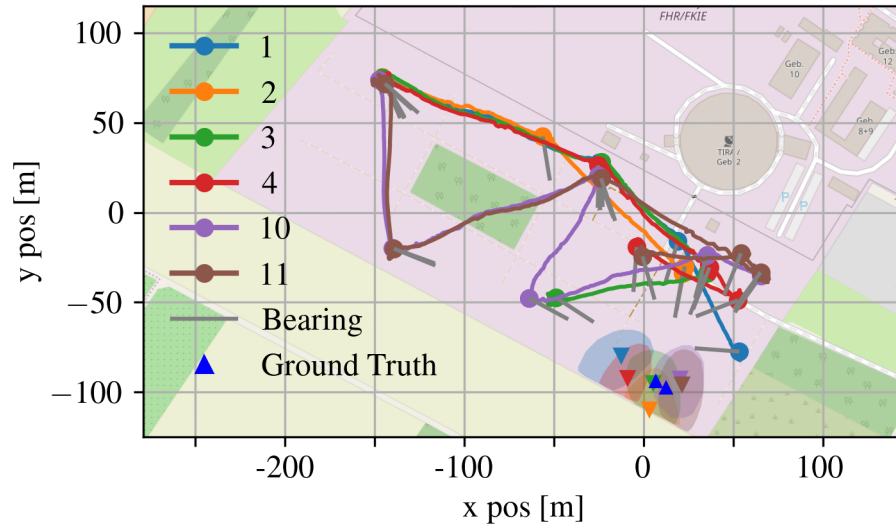 FHR/FKIE
Geb.
10
Geb.
12
Geb.
8+9
TIRA
Geb. 2
P
P
1
2
3
4
10
11
Bearing
Ground Truth
100
50
0
−50
−100
y pos [m]
-200
-100
0
100
x pos [m]